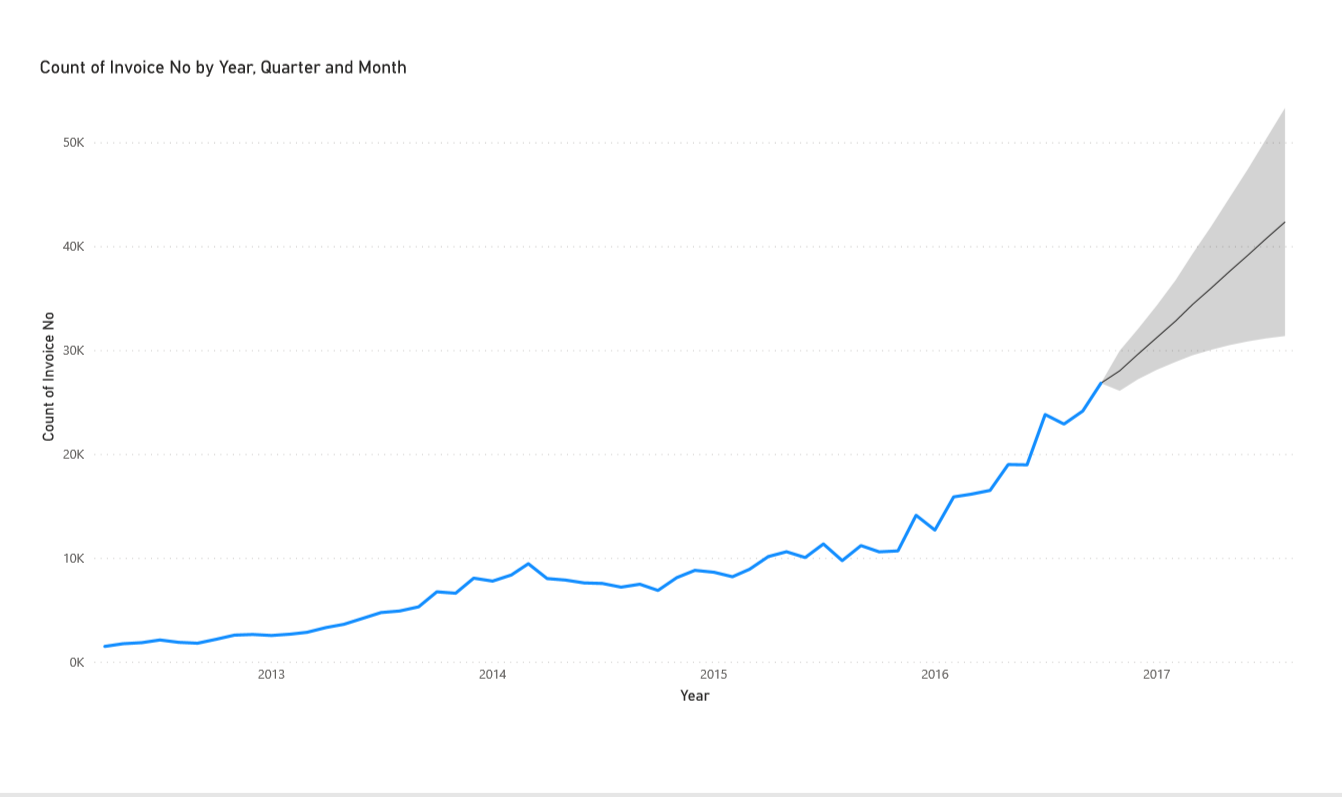 Count of Invoice No by Year, Quarter and Month
50K
40K
30K
20K
10K
0K
Count of Invoice No
2013 2014 2015 2016 2017
Year